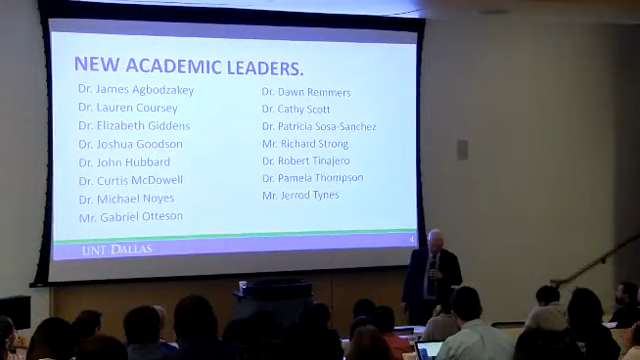 NEW ACADEMIC LEADERS.
Dr. James Agbodzakey
Dr. Lauren Coursey
Dr. Elizabeth Giddens
Dr. Joshua Goodson
Dr. John Hubbard
Dr. Curtis McDowell
Dr. Michael Noyes
Mr. Gabriel Otteson
Dr. Dawn Remmers
Dr. Cathy Scott
Dr. Patricia Sosa-Sanchez
Mr. Richard Strong
Dr. Robert Tinajero
Dr. Pamela Thompson
Mr. Jerrod Tynes
UNT DALLAS
4